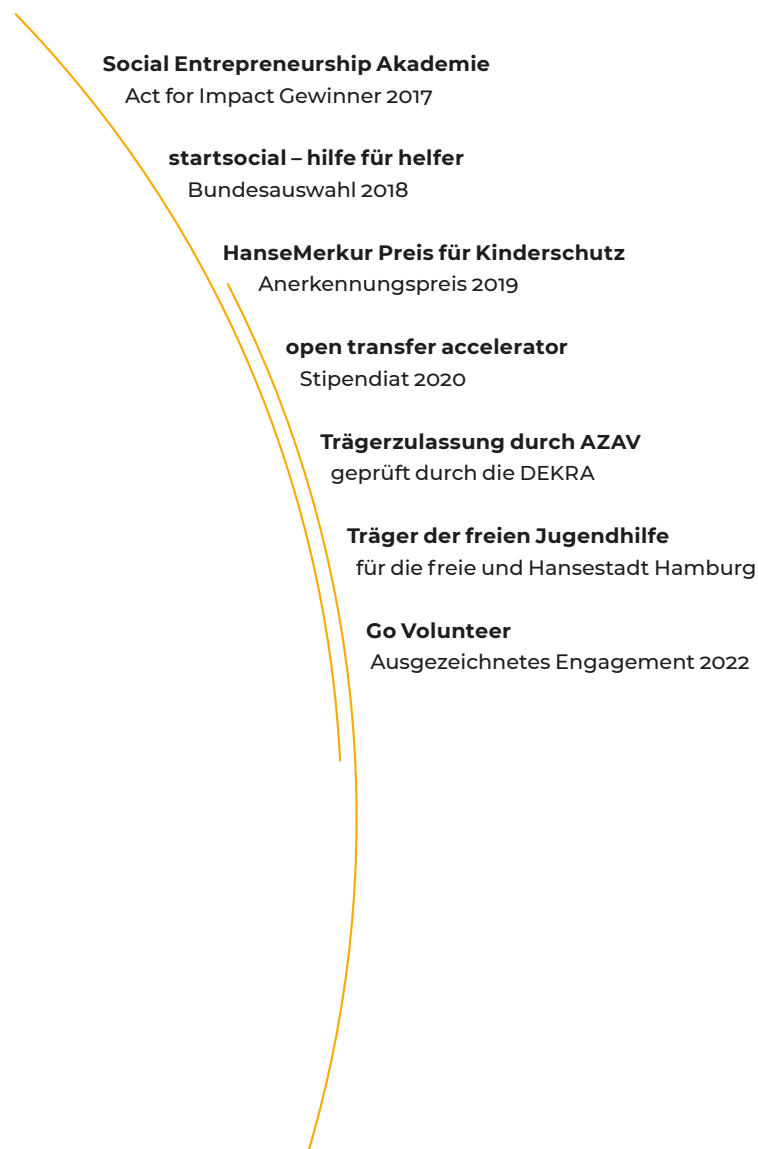 Social Entrepreneurship Akademie
Act for Impact Gewinner 2017
startsocial – hilfe für helfer
Bundesauswahl 2018
HanseMerkur Preis für Kinderschutz
Anerkennungspreis 2019
open transfer accelerator
Stipendiat 2020
Trägerzulassung durch AZAV
geprüft durch die DEKRA
Träger der freien Jugendhilfe
für die freie und Hansestadt Hamburg
Go Volunteer
Ausgezeichnetes Engagement 2022